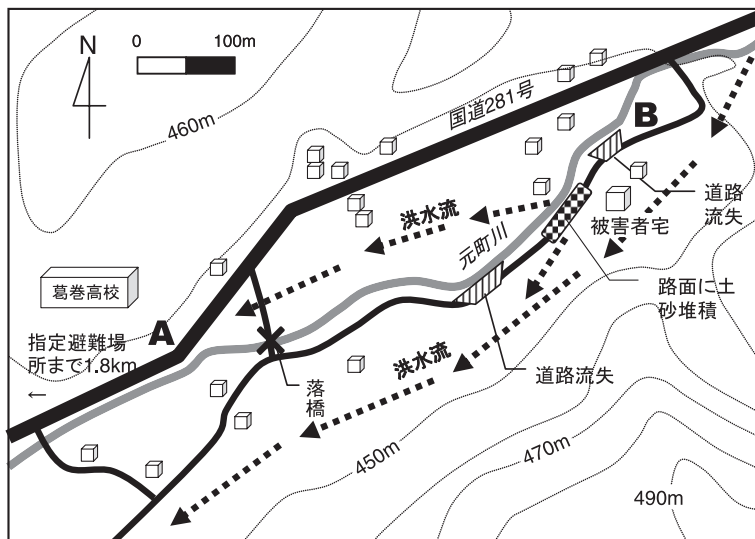 N
0 100m
460m
国道281号
B
道路
流失
洪水流
元町川
被害者宅
葛巻高校
路面に土
砂堆積
A
指定避難場
所まで1.8km
←
落
橋
洪水流
道路流失
450m
470m
490m